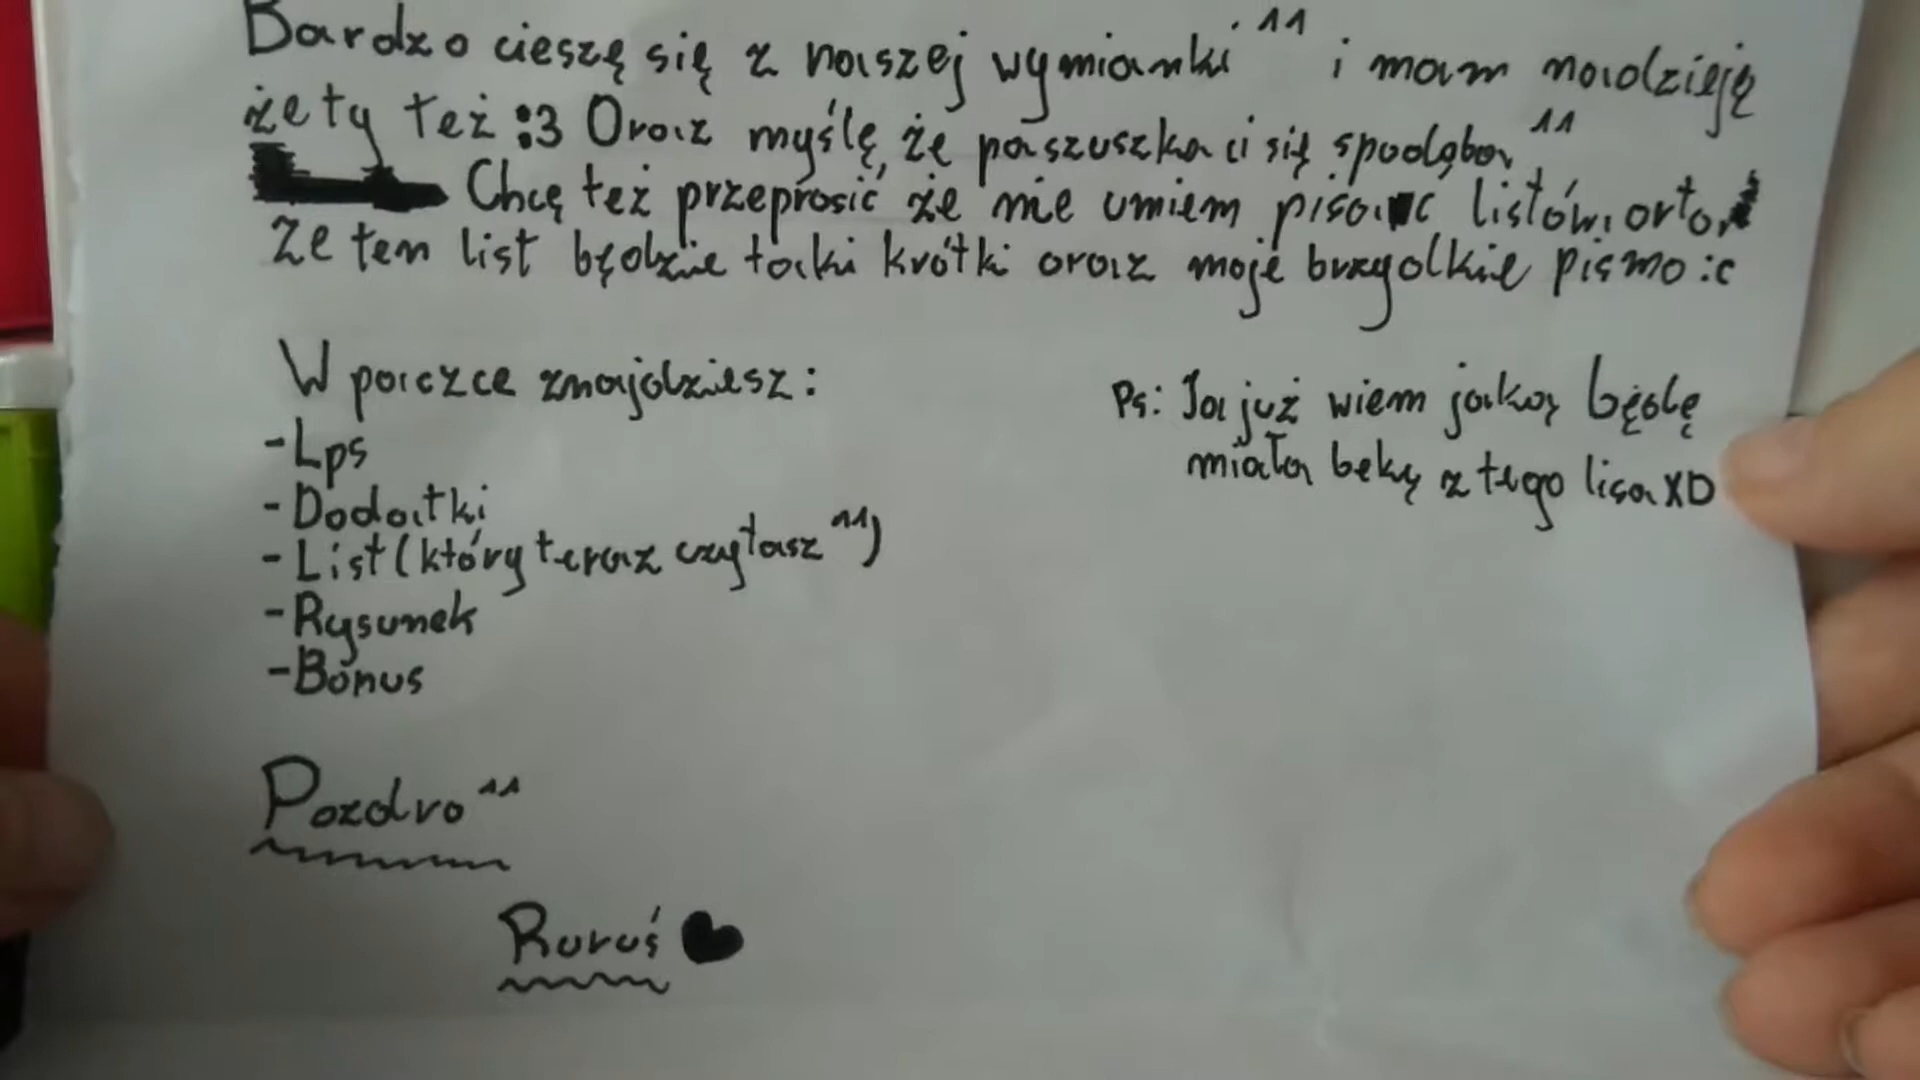 Bardzo cieszę się z naszej wymianki ^^ i mam nadzieję
że ty też :3 Oraz myślę, że paszuszka ci się spodoba ^^
Chcę też przeprosić że nie umiem pisać listów, orto,
że ten list będzie taki krótki oraz moje brzydkie pismo :c
W paczce znajdziesz:
-Lps
-Dodatki
-List (który teraz czytasz ^^)
-Rysunek
-Bonus
Ps: Ja już wiem jaką będę
miała bekę z tego lisa XD
Pozdro ^^
Ruruś